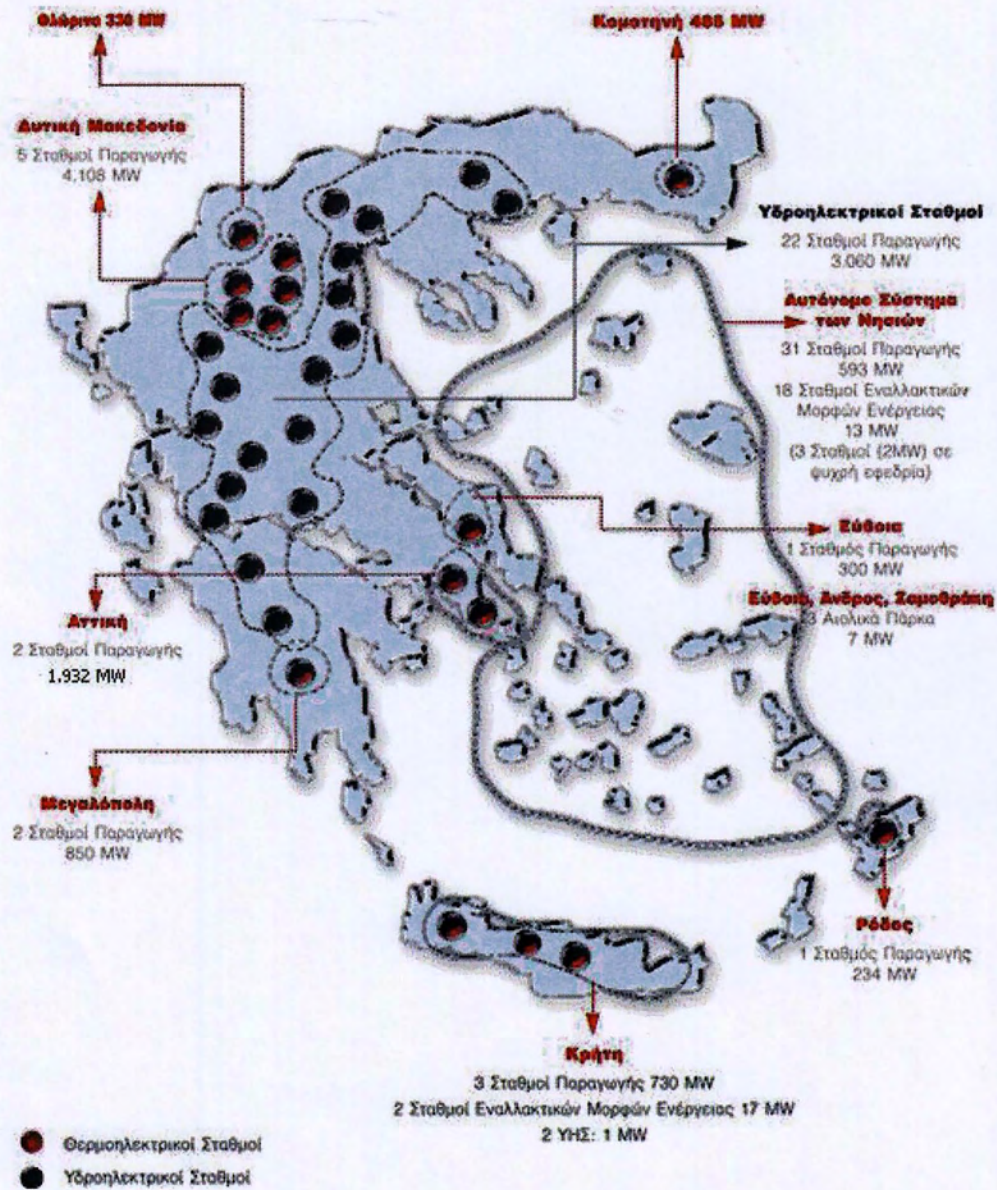 Φλώρινα 330 MW
Κομοτηνή 485 MW
Δυτική Μακεδονία
5 Σταθμοί Παραγωγής
4.108 MW
Υδροηλεκτρικοί Σταθμοί
22 Σταθμοί Παραγωγής
3.060 MW
Αυτόνομο Σύστημα
των Νησιών
31 Σταθμοί Παραγωγής
593 MW
18 Σταθμοί Εναλλακτικών
Μορφών Ενέργειας
13 MW
(3 Σταθμοί (2MW) σε
ψυχρή εφεδρία)
Εύβοια
1 Σταθμός Παραγωγής
300 MW
Εύβοια, Άνδρος, Σαμοθράκη
3 Αιολικά Πάρκα
7 MW
Αττική
2 Σταθμοί Παραγωγής
1.932 MW
Μεγαλόπολη
2 Σταθμοί Παραγωγής
850 MW
Ρόδος
1 Σταθμός Παραγωγής
234 MW
Κρήτη
3 Σταθμοί Παραγωγής 730 MW
2 Σταθμοί Εναλλακτικών Μορφών Ενέργειας 17 MW
2 ΥΗΣ: 1 MW
Θερμοηλεκτρικοί Σταθμοί
Υδροηλεκτρικοί Σταθμοί